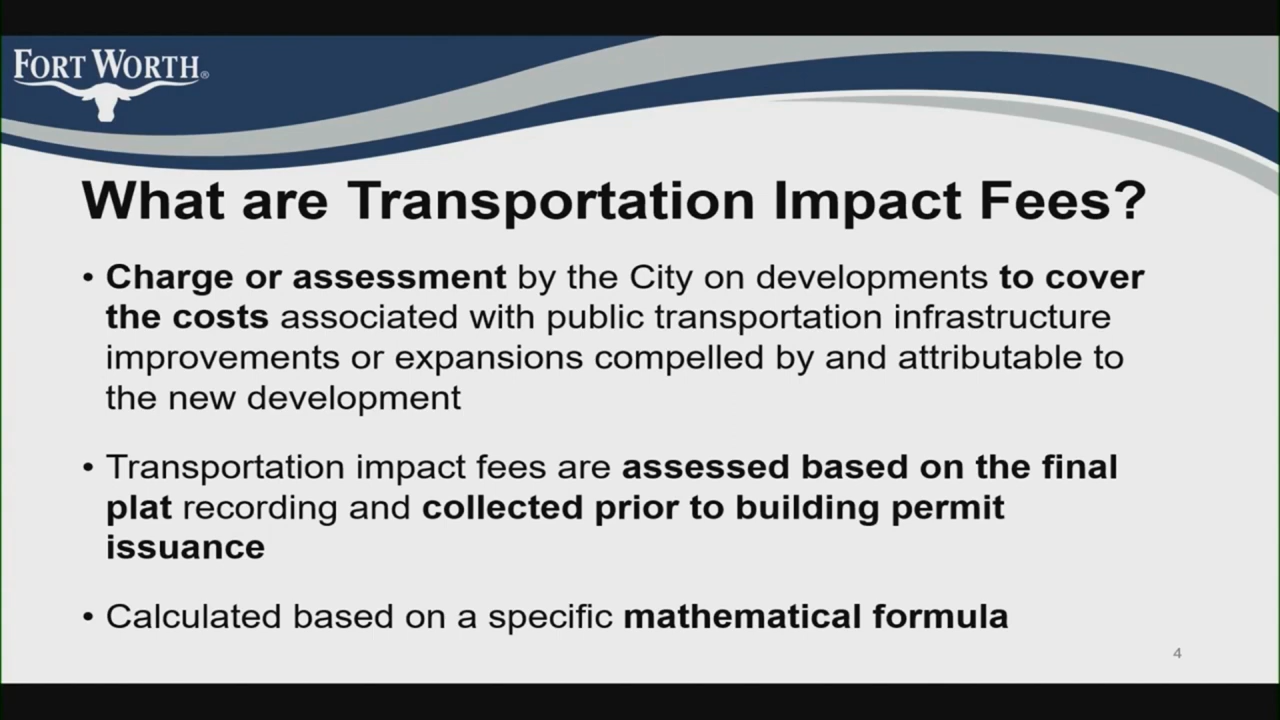 FORT WORTH®
What are Transportation Impact Fees?
• Charge or assessment by the City on developments to cover
the costs associated with public transportation infrastructure
improvements or expansions compelled by and attributable to
the new development
• Transportation impact fees are assessed based on the final
plat recording and collected prior to building permit
issuance
• Calculated based on a specific mathematical formula
4